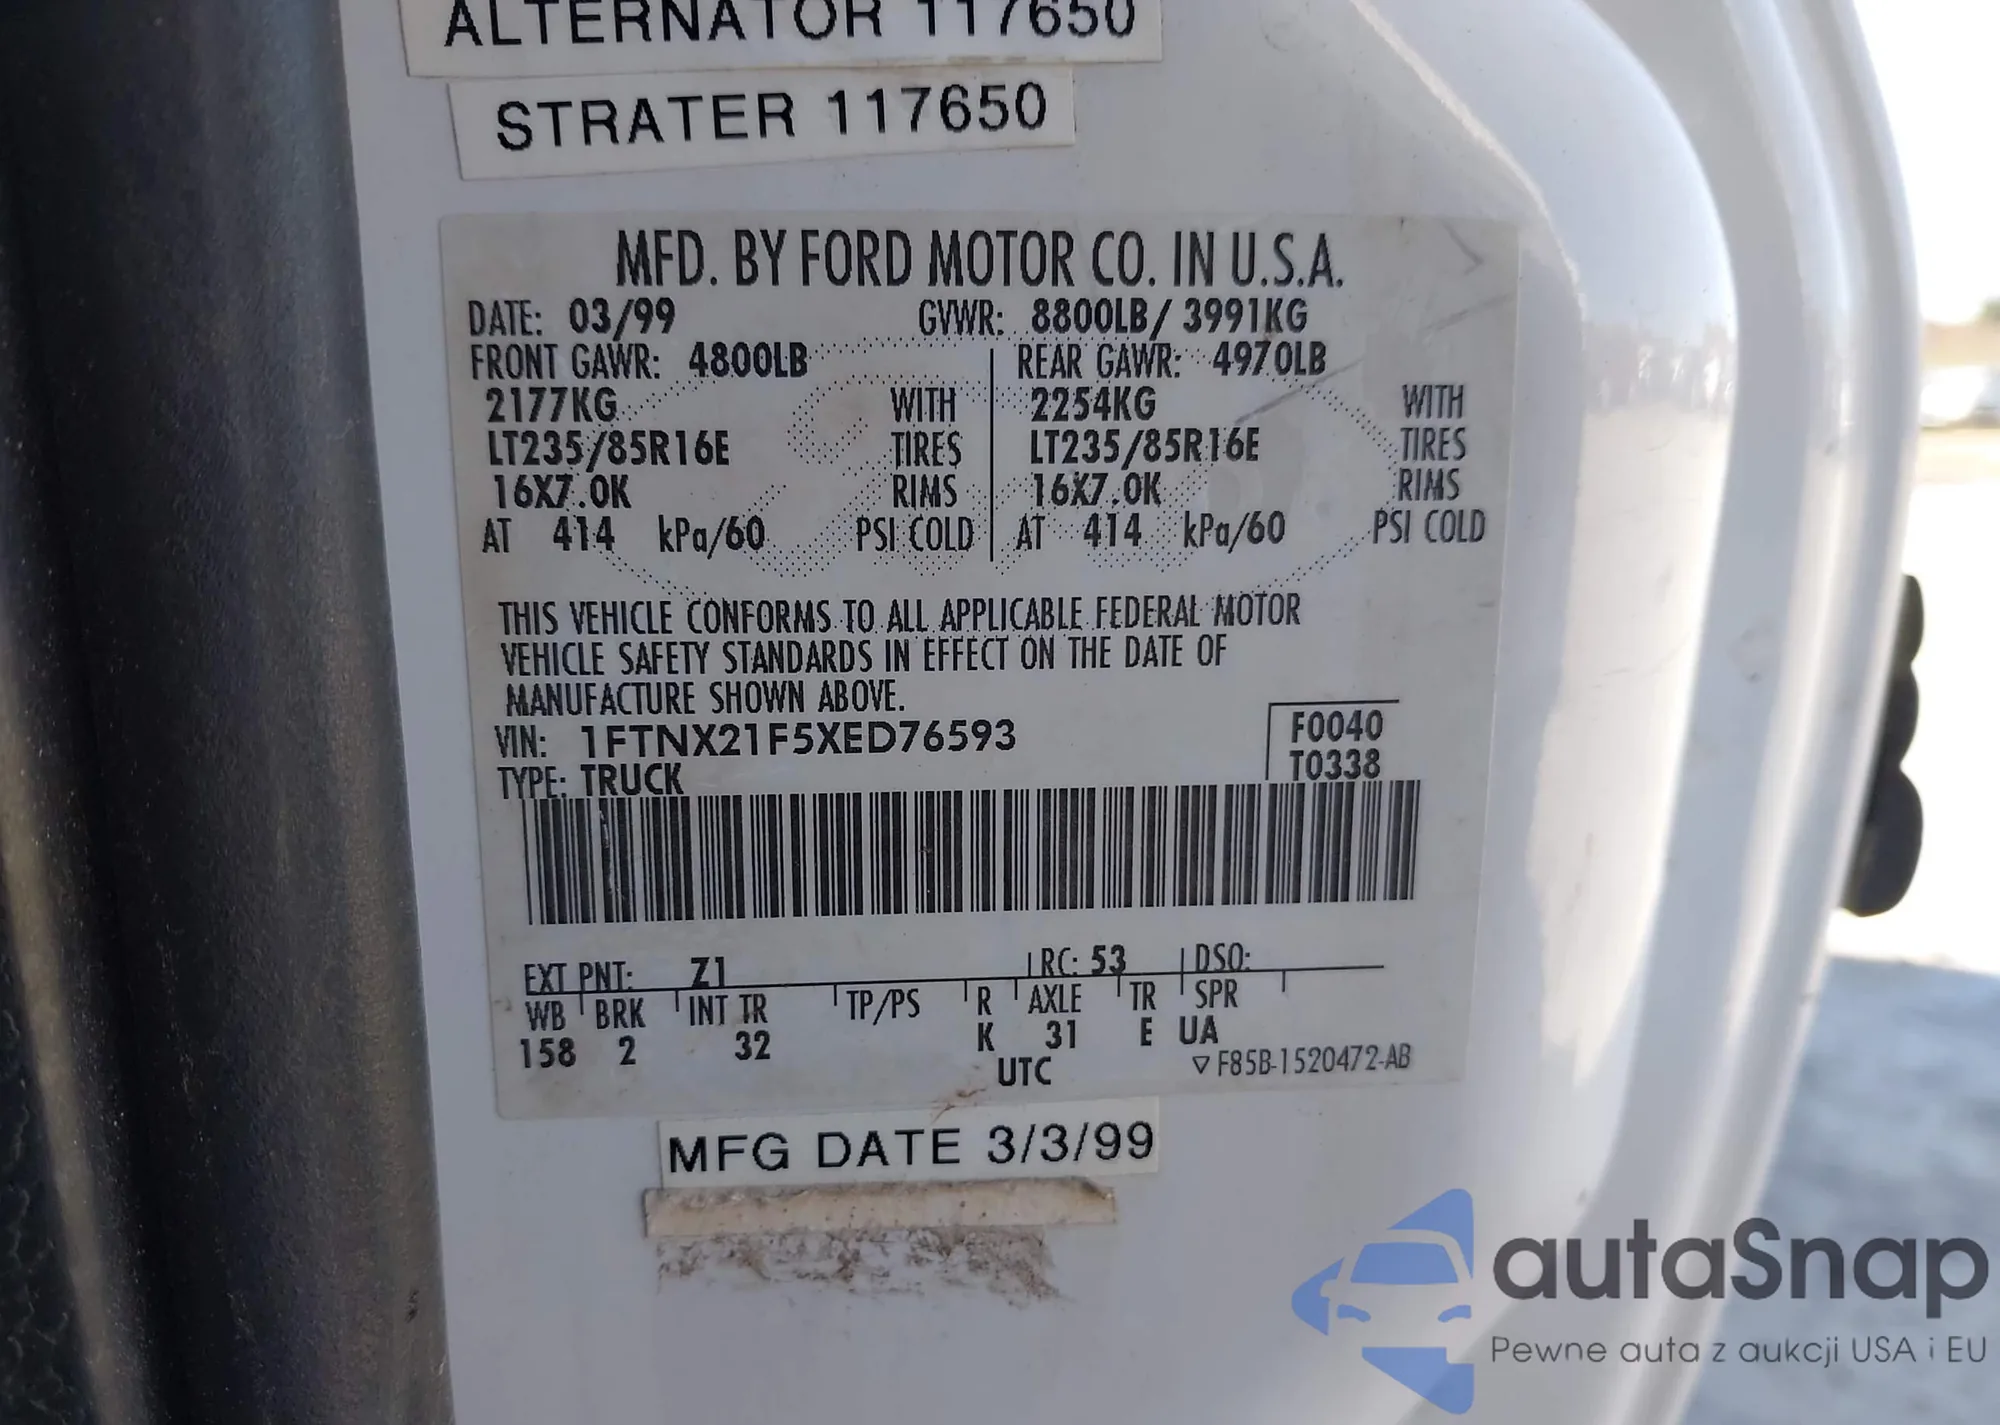 ALTERNATOR 117650
STRATER 117650
MFD. BY FORD MOTOR CO. IN U.S.A.
DATE: 03/99 GVWR: 8800LB/ 3991KG
FRONT GAWR: 4800LB REAR GAWR: 4970LB
2177KG WITH 2254KG WITH
LT235/85R16E TIRES LT235/85R16E TIRES
16X7.0K RIMS 16X7.0K RIMS
AT 414 kPa/60 PSI COLD AT 414 kPa/60 PSI COLD
THIS VEHICLE CONFORMS TO ALL APPLICABLE FEDERAL MOTOR
VEHICLE SAFETY STANDARDS IN EFFECT ON THE DATE OF
MANUFACTURE SHOWN ABOVE.
VIN: 1FTNX21F5XED76593 F0040
TYPE: TRUCK T0338
EXT PNT: Z1 RC: 53 DSO:
WB BRK INT TR TP/PS R AXLE TR SPR
158 2 32 K 31 E UA
UTC ▽ F85B-1520472-AB
MFG DATE 3/3/99
autaSnap
Pewne auta z aukcji USA i EU